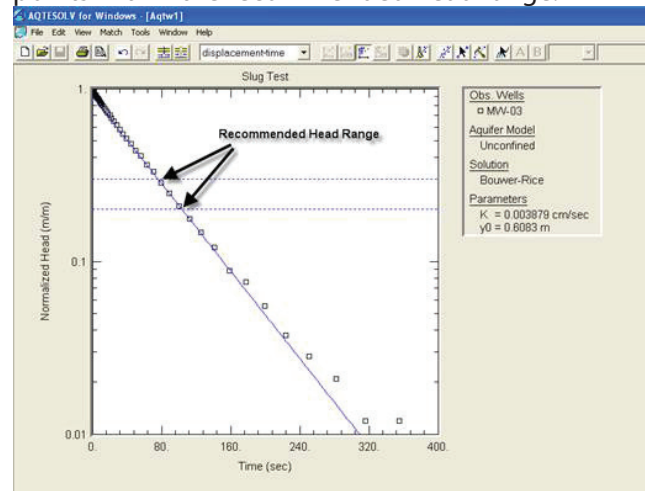 AQTESOLV for Windows - [Aqtw1]
File Edit View Match Tools Window Help
displacement-time
A B
Slug Test
Recommended Head Range
1.
0.1
0.01
Normalized Head (m/m)
0. 80. 160. 240. 320. 400.
Time (sec)
Obs. Wells
MW-03
Aquifer Model
Unconfined
Solution
Bouwer-Rice
Parameters
K = 0.003879 cm/sec
y0 = 0.6083 m